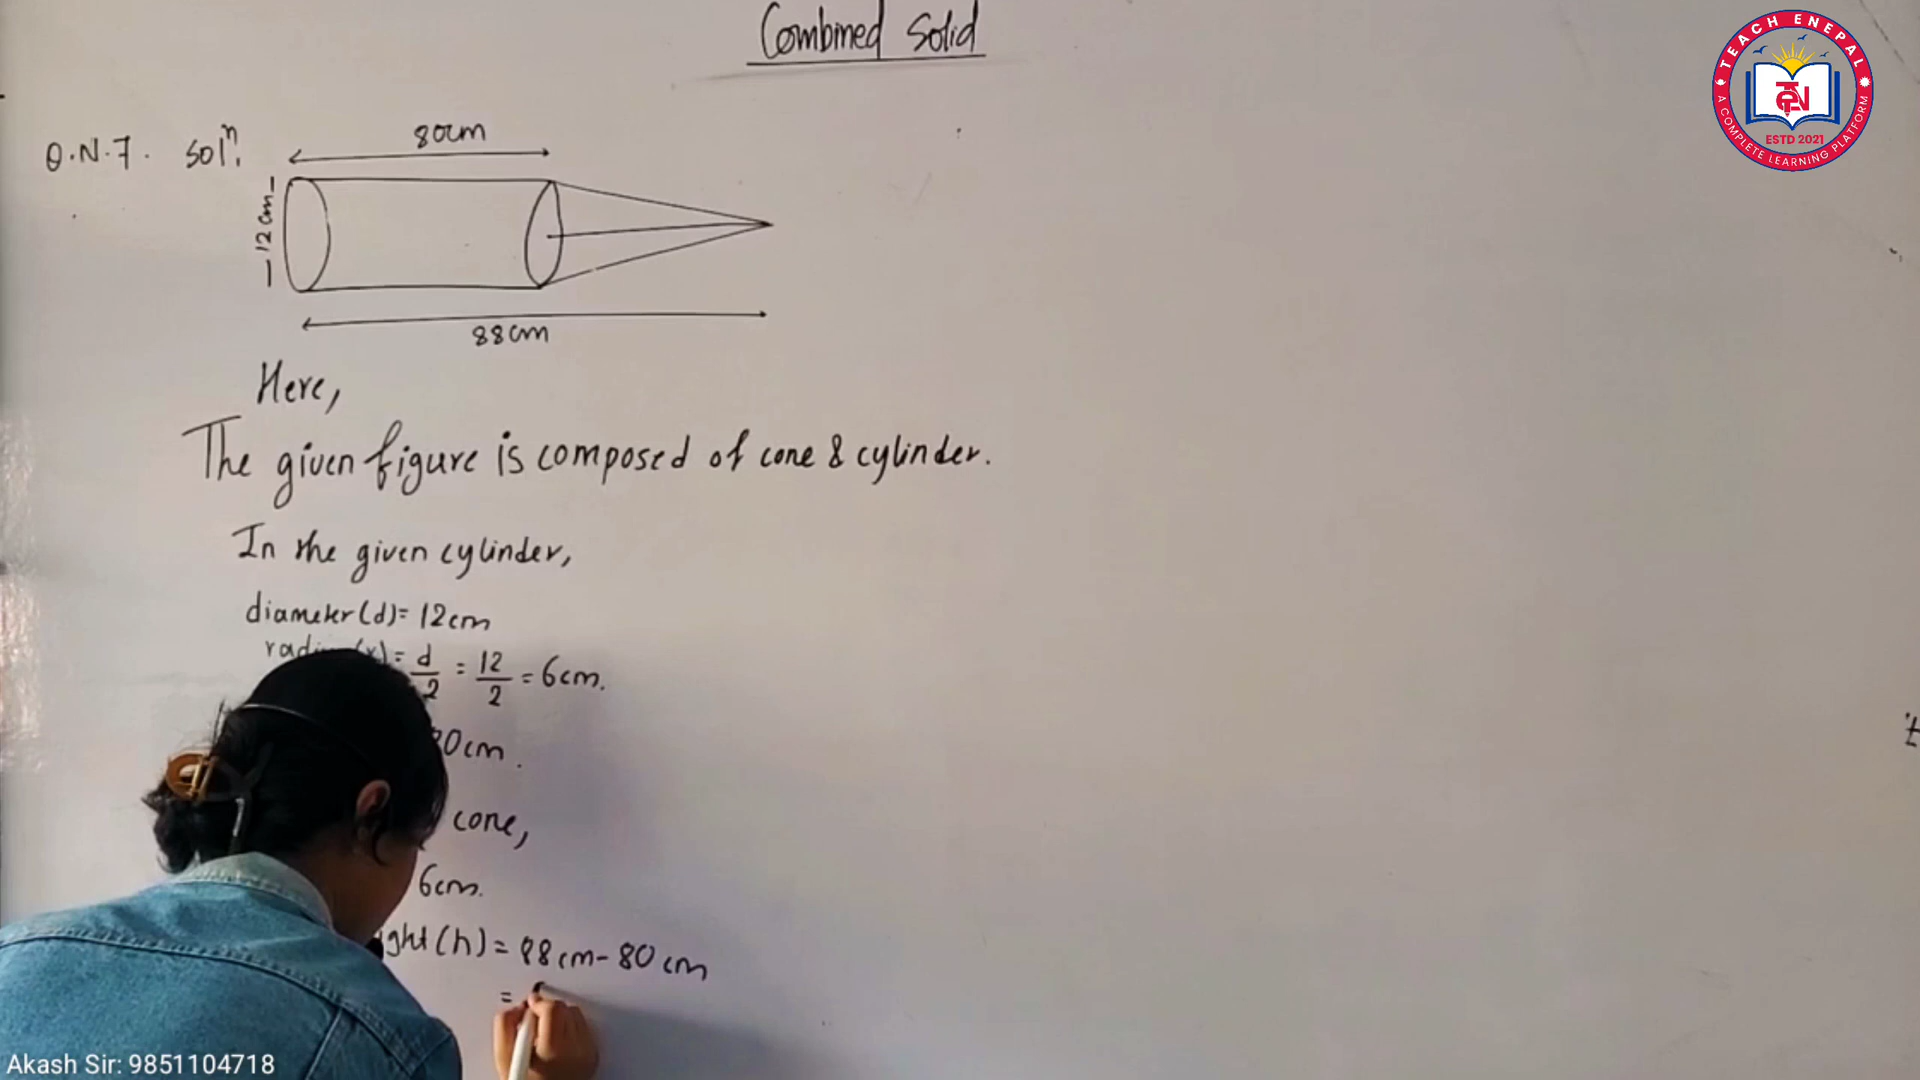 Combined Solid
TEACH ENEPAL
ESTD 2021
A COMPLETE LEARNING PLATFORM
Q.N.7. Solⁿ:
80cm
12cm
88cm
Here,
The given figure is composed of cone & cylinder.
In the given cylinder,
diameter (d) = 12cm
(r) = d/2 = 12/2 = 6cm.
0cm.
cone,
6cm.
ght (h) = 88cm - 80cm
=
Akash Sir: 9851104718